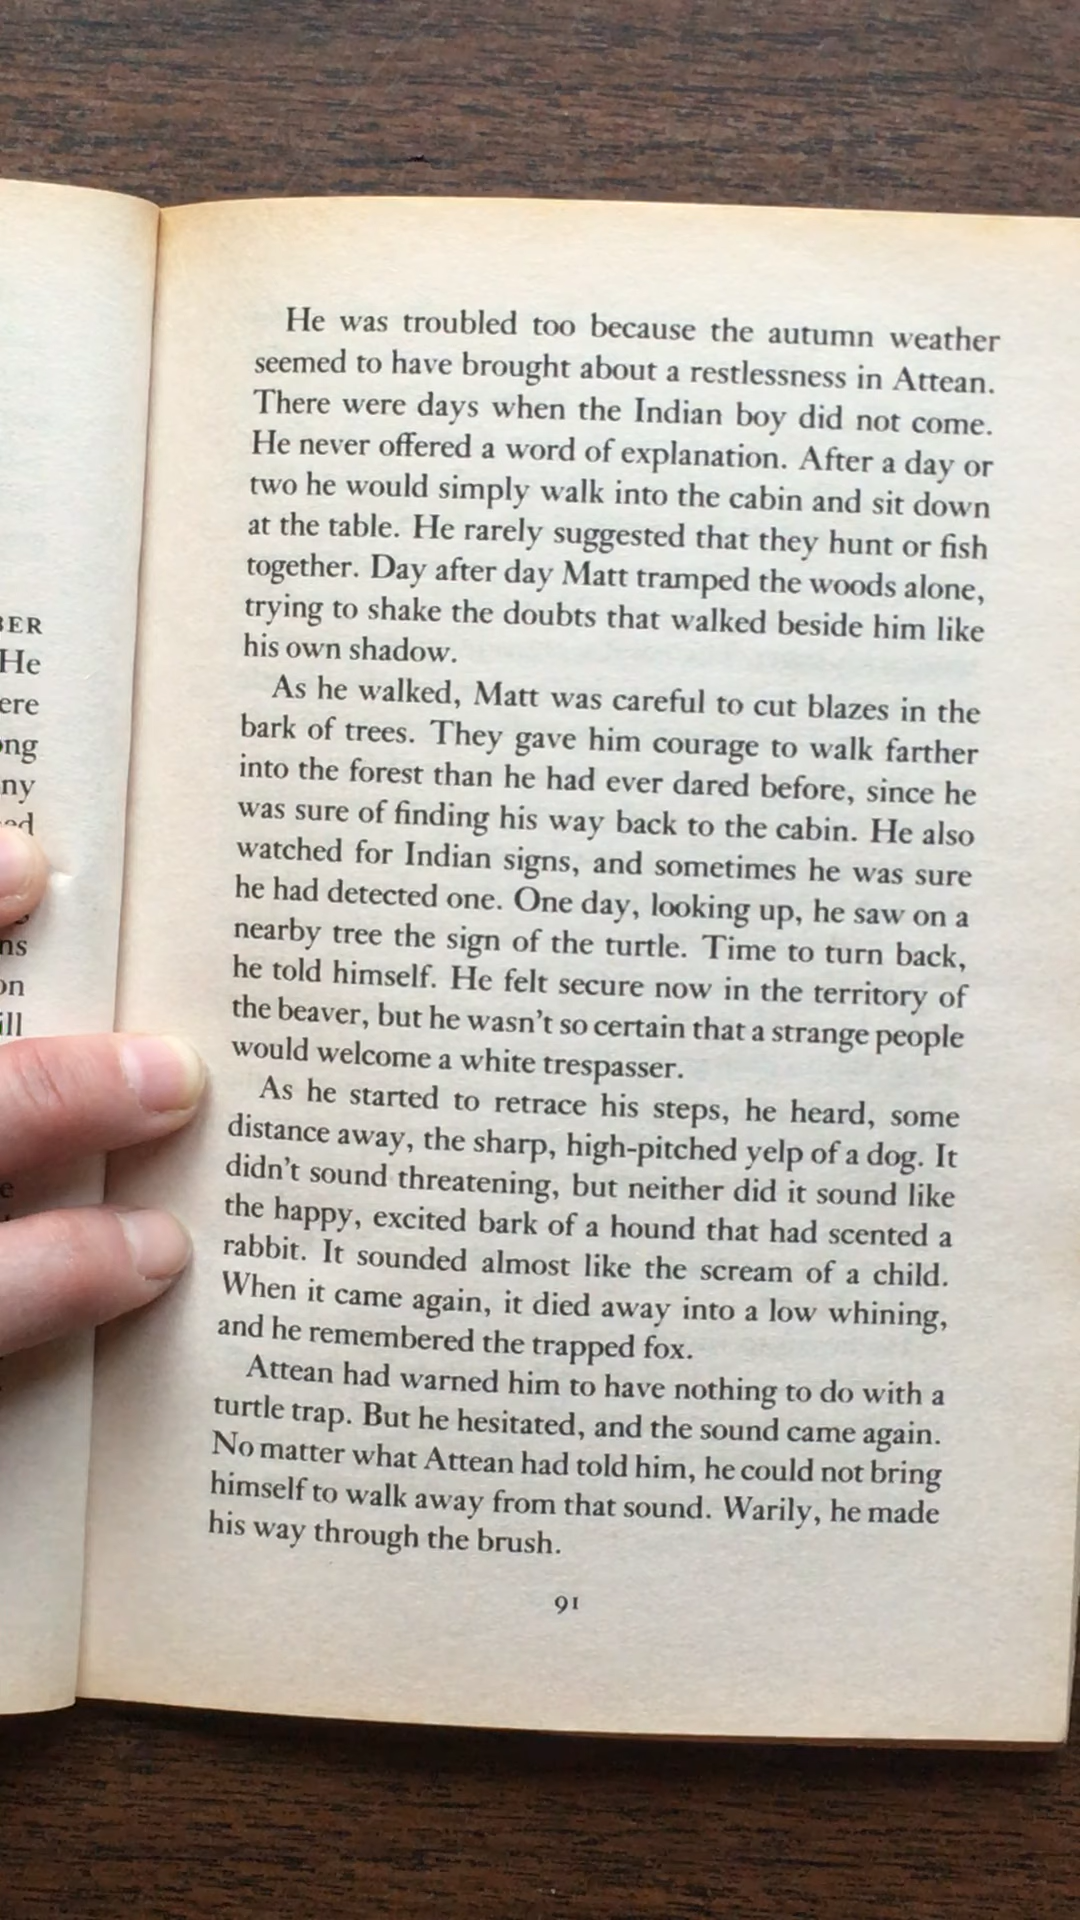 BER
He
ere
ong
ny
ed
ns
on
ill
e
He was troubled too because the autumn weather
seemed to have brought about a restlessness in Attean.
There were days when the Indian boy did not come.
He never offered a word of explanation. After a day or
two he would simply walk into the cabin and sit down
at the table. He rarely suggested that they hunt or fish
together. Day after day Matt tramped the woods alone,
trying to shake the doubts that walked beside him like
his own shadow.
As he walked, Matt was careful to cut blazes in the
bark of trees. They gave him courage to walk farther
into the forest than he had ever dared before, since he
was sure of finding his way back to the cabin. He also
watched for Indian signs, and sometimes he was sure
he had detected one. One day, looking up, he saw on a
nearby tree the sign of the turtle. Time to turn back,
he told himself. He felt secure now in the territory of
the beaver, but he wasn't so certain that a strange people
would welcome a white trespasser.
As he started to retrace his steps, he heard, some
distance away, the sharp, high-pitched yelp of a dog. It
didn't sound threatening, but neither did it sound like
the happy, excited bark of a hound that had scented a
rabbit. It sounded almost like the scream of a child.
When it came again, it died away into a low whining,
and he remembered the trapped fox.
Attean had warned him to have nothing to do with a
turtle trap. But he hesitated, and the sound came again.
No matter what Attean had told him, he could not bring
himself to walk away from that sound. Warily, he made
his way through the brush.
91